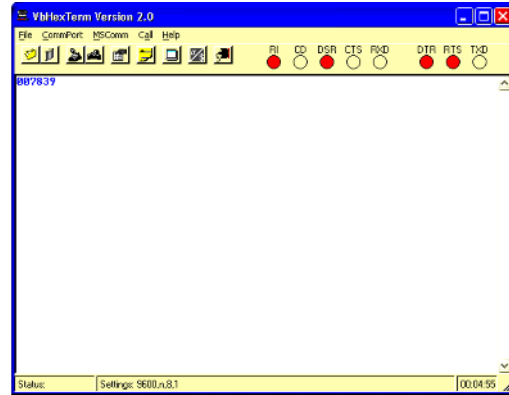 VbHexTerm Version 2.0
File CommPort MSComm Call Help
RI CD DSR CTS RXD DTR RTS TXD
007839
Status: Settings: 9600,n,8,1 00:04:55